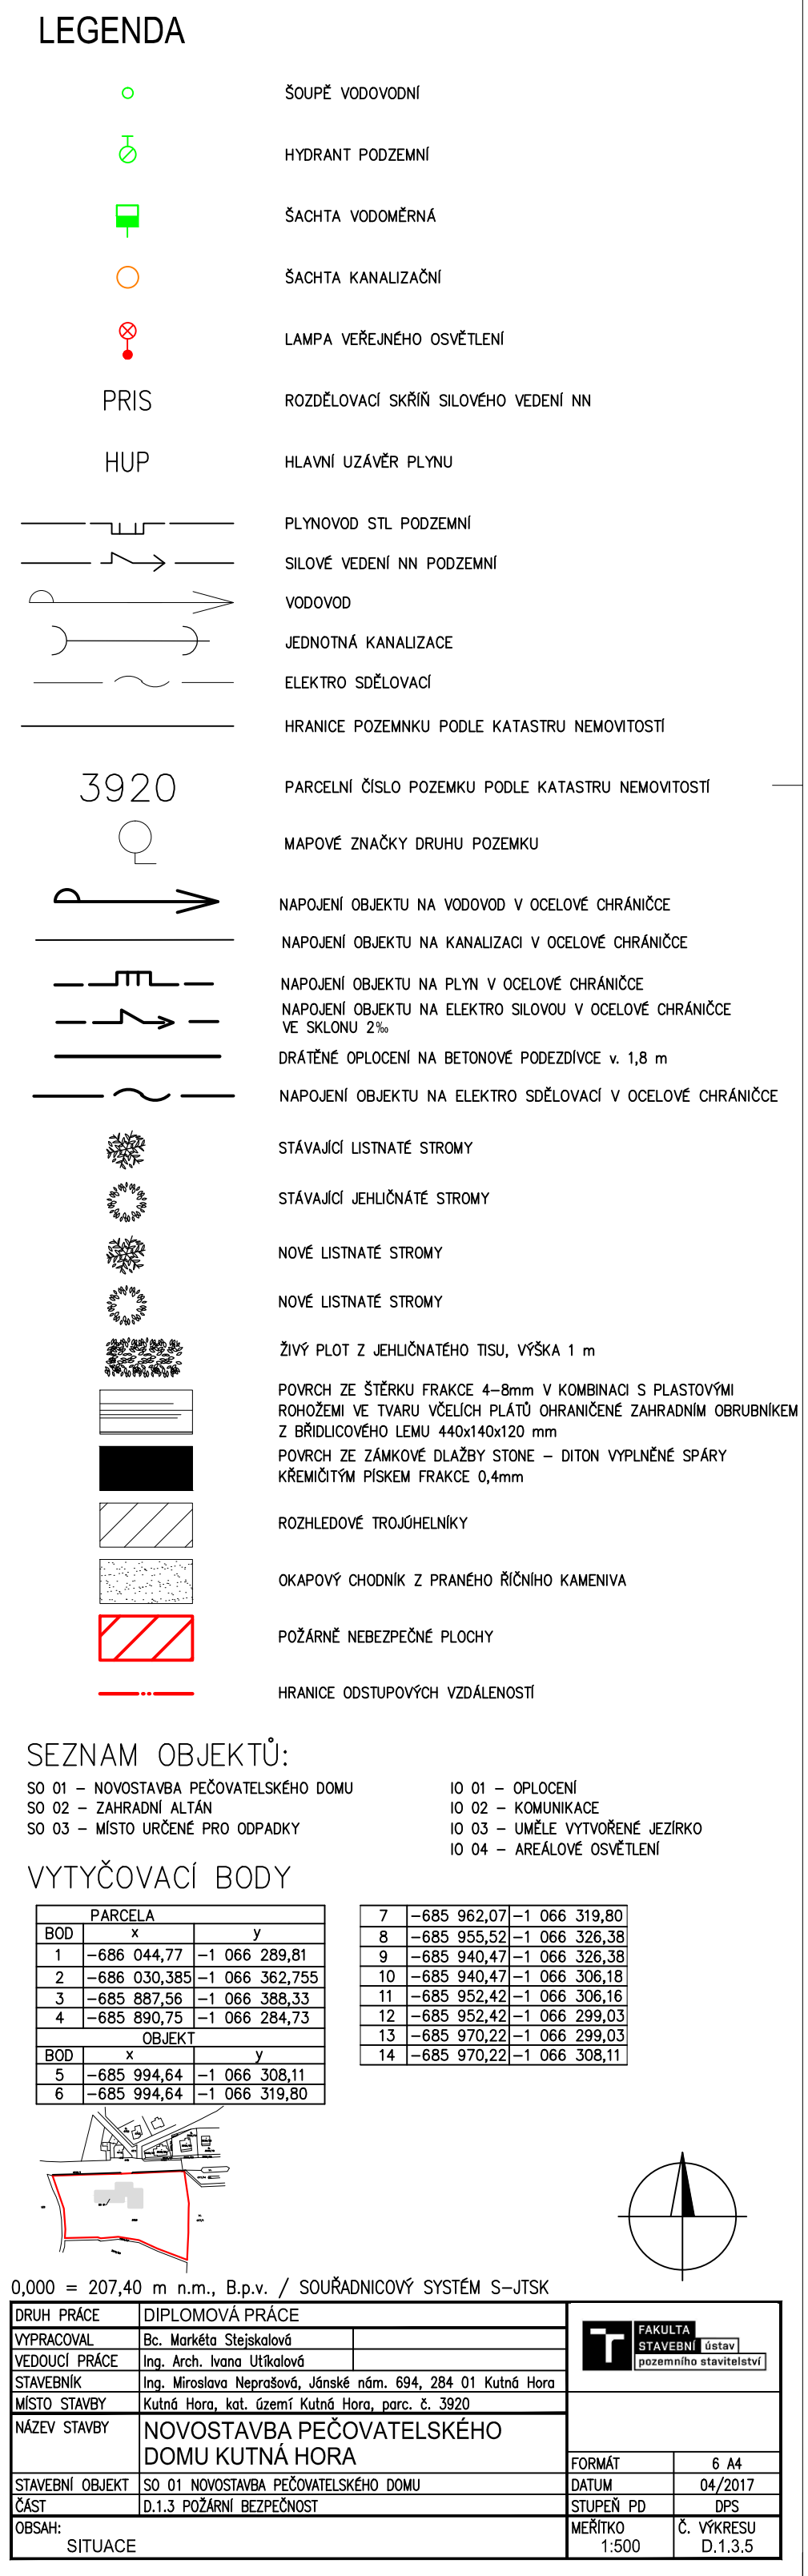 LEGENDA
ŠOUPĚ VODOVODNÍ
HYDRANT PODZEMNÍ
ŠACHTA VODOMĚRNÁ
ŠACHTA KANALIZAČNÍ
LAMPA VEŘEJNÉHO OSVĚTLENÍ
PRIS ROZDĚLOVACÍ SKŘÍŇ SILOVÉHO VEDENÍ NN
HUP HLAVNÍ UZÁVĚR PLYNU
PLYNOVOD STL PODZEMNÍ
SILOVÉ VEDENÍ NN PODZEMNÍ
VODOVOD
JEDNOTNÁ KANALIZACE
ELEKTRO SDĚLOVACÍ
HRANICE POZEMNKU PODLE KATASTRU NEMOVITOSTÍ
3920 PARCELNÍ ČÍSLO POZEMKU PODLE KATASTRU NEMOVITOSTÍ
MAPOVÉ ZNAČKY DRUHU POZEMKU
NAPOJENÍ OBJEKTU NA VODOVOD V OCELOVÉ CHRÁNIČCE
NAPOJENÍ OBJEKTU NA KANALIZACI V OCELOVÉ CHRÁNIČCE
NAPOJENÍ OBJEKTU NA PLYN V OCELOVÉ CHRÁNIČCE
NAPOJENÍ OBJEKTU NA ELEKTRO SILOVOU V OCELOVÉ CHRÁNIČCE
VE SKLONU 2‰
DRÁTĚNÉ OPLOCENÍ NA BETONOVÉ PODEZDÍVCE v. 1,8 m
NAPOJENÍ OBJEKTU NA ELEKTRO SDĚLOVACÍ V OCELOVÉ CHRÁNIČCE
STÁVAJÍCÍ LISTNATÉ STROMY
STÁVAJÍCÍ JEHLIČNÁTÉ STROMY
NOVÉ LISTNATÉ STROMY
NOVÉ LISTNATÉ STROMY
ŽIVÝ PLOT Z JEHLIČNATÉHO TISU, VÝŠKA 1 m
POVRCH ZE ŠTĚRKU FRAKCE 4–8mm V KOMBINACI S PLASTOVÝMI
ROHOŽEMI VE TVARU VČELÍCH PLÁTŮ OHRANIČENÉ ZAHRADNÍM OBRUBNÍKEM
Z BŘIDLICOVÉHO LEMU 440x140x120 mm
POVRCH ZE ZÁMKOVÉ DLAŽBY STONE – DITON VYPLNĚNÉ SPÁRY
KŘEMIČITÝM PÍSKEM FRAKCE 0,4mm
ROZHLEDOVÉ TROJÚHELNÍKY
OKAPOVÝ CHODNÍK Z PRANÉHO ŘÍČNÍHO KAMENIVA
POŽÁRNĚ NEBEZPEČNÉ PLOCHY
HRANICE ODSTUPOVÝCH VZDÁLENOSTÍ
SEZNAM OBJEKTŮ:
SO 01 – NOVOSTAVBA PEČOVATELSKÉHO DOMU
SO 02 – ZAHRADNÍ ALTÁN
SO 03 – MÍSTO URČENÉ PRO ODPADKY
IO 01 – OPLOCENÍ
IO 02 – KOMUNIKACE
IO 03 – UMĚLE VYTVOŘENÉ JEZÍRKO
IO 04 – AREÁLOVÉ OSVĚTLENÍ
VYTYČOVACÍ BODY
PARCELA
BOD x y
1 –686 044,77 –1 066 289,81
2 –686 030,385 –1 066 362,755
3 –685 887,56 –1 066 388,33
4 –685 890,75 –1 066 284,73
OBJEKT
BOD x y
5 –685 994,64 –1 066 308,11
6 –685 994,64 –1 066 319,80
7 –685 962,07 –1 066 319,80
8 –685 955,52 –1 066 326,38
9 –685 940,47 –1 066 326,38
10 –685 940,47 –1 066 306,18
11 –685 952,42 –1 066 306,16
12 –685 952,42 –1 066 299,03
13 –685 970,22 –1 066 299,03
14 –685 970,22 –1 066 308,11
0,000 = 207,40 m n.m., B.p.v. / SOUŘADNICOVÝ SYSTÉM S–JTSK
DRUH PRÁCE DIPLOMOVÁ PRÁCE
VYPRACOVAL Bc. Markéta Stejskalová
VEDOUCÍ PRÁCE Ing. Arch. Ivana Utíkalová
STAVEBNÍK Ing. Miroslava Neprašová, Jánské nám. 694, 284 01 Kutná Hora
MÍSTO STAVBY Kutná Hora, kat. území Kutná Hora, parc. č. 3920
NÁZEV STAVBY NOVOSTAVBA PEČOVATELSKÉHO
DOMU KUTNÁ HORA
STAVEBNÍ OBJEKT SO 01 NOVOSTAVBA PEČOVATELSKÉHO DOMU
ČÁST D.1.3 POŽÁRNÍ BEZPEČNOST
OBSAH:
SITUACE
FAKULTA
STAVEBNÍ ústav
pozemního stavitelství
FORMÁT 6 A4
DATUM 04/2017
STUPEŇ PD DPS
MEŘÍTKO Č. VÝKRESU
1:500 D.1.3.5